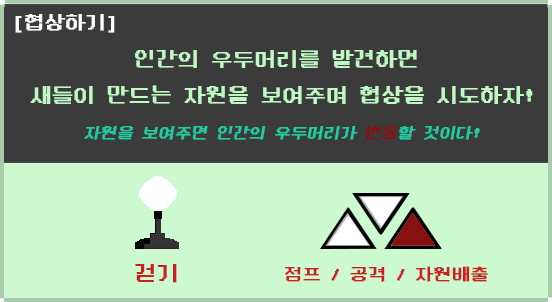 [협상하기]
인간의 우두머리를 발견하면
새들이 만드는 자원을 보여주며 협상을 시도하자!
자원을 보여주면 인간의 우두머리가 반응할 것이다!
걷기
점프 / 공격 / 자원배출